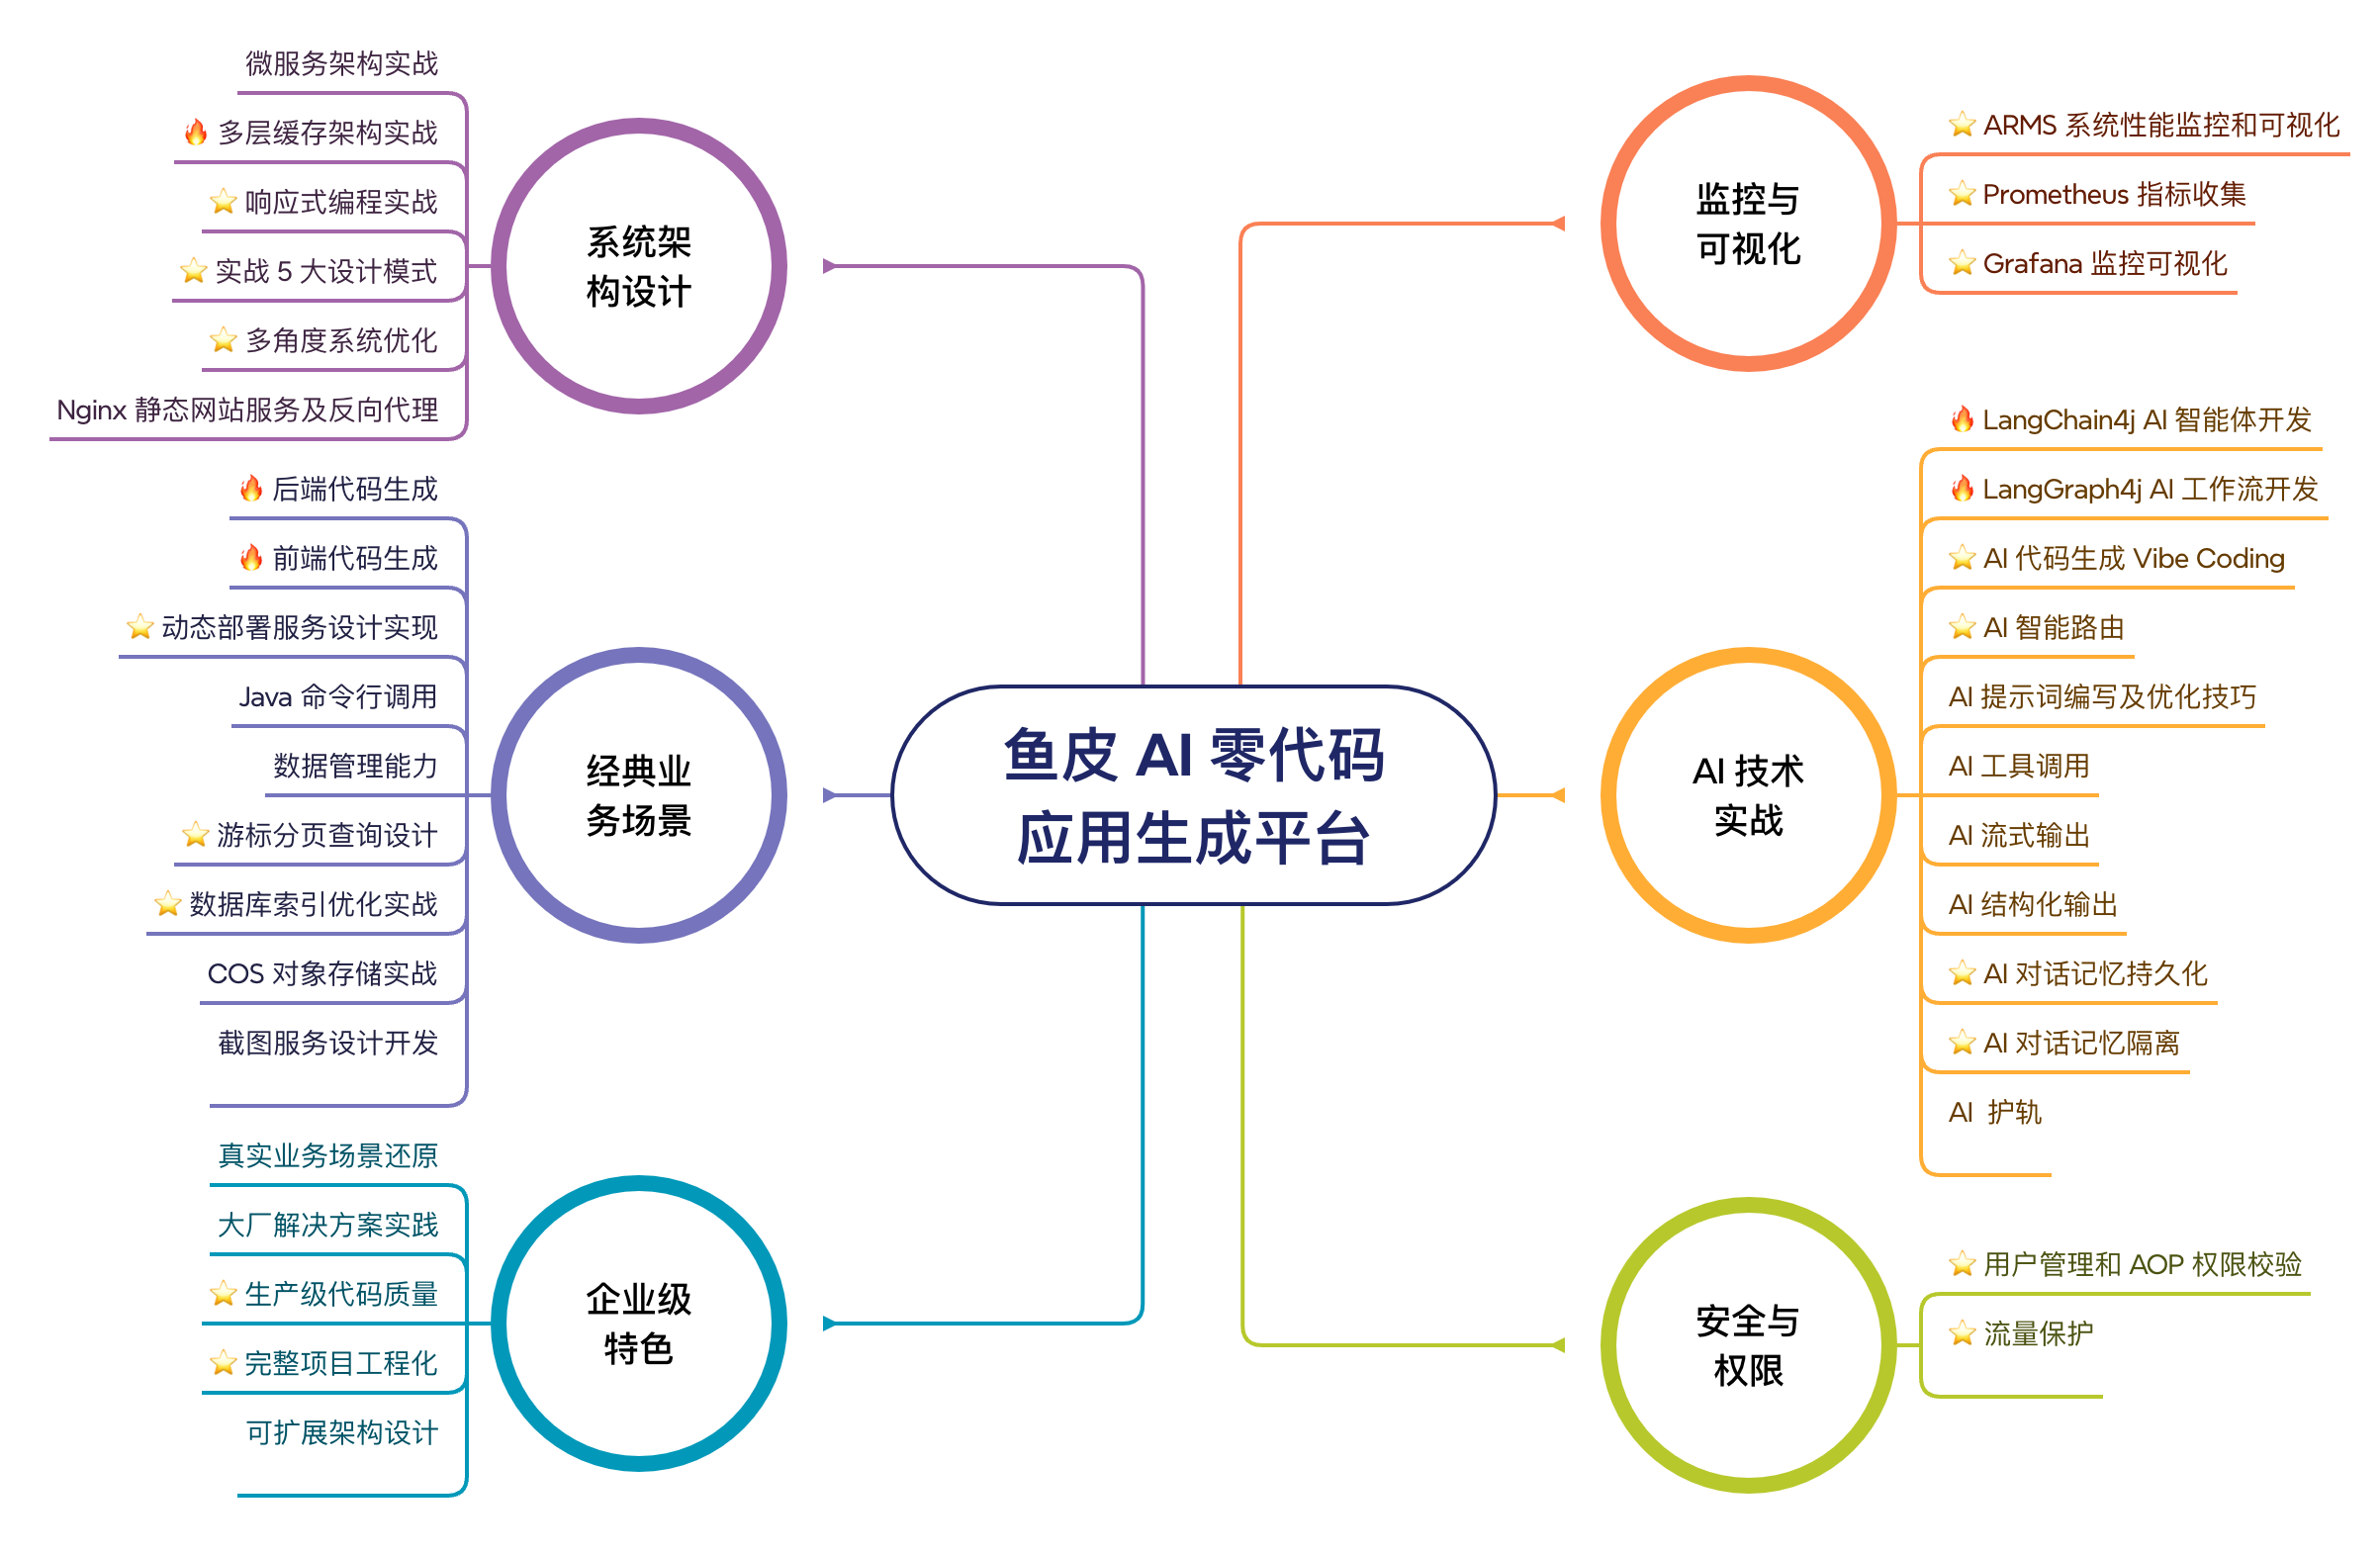 鱼皮 AI 零代码
应用生成平台
系统架
构设计
微服务架构实战
🔥 多层缓存架构实战
⭐ 响应式编程实战
⭐ 实战 5 大设计模式
⭐ 多角度系统优化
Nginx 静态网站服务及反向代理
经典业
务场景
🔥 后端代码生成
🔥 前端代码生成
⭐ 动态部署服务设计实现
Java 命令行调用
数据管理能力
⭐ 游标分页查询设计
⭐ 数据库索引优化实战
COS 对象存储实战
截图服务设计开发
企业级
特色
真实业务场景还原
大厂解决方案实践
⭐ 生产级代码质量
⭐ 完整项目工程化
可扩展架构设计
监控与
可视化
⭐ ARMS 系统性能监控和可视化
⭐ Prometheus 指标收集
⭐ Grafana 监控可视化
AI 技术
实战
🔥 LangChain4j AI 智能体开发
🔥 LangGraph4j AI 工作流开发
⭐ AI 代码生成 Vibe Coding
⭐ AI 智能路由
AI 提示词编写及优化技巧
AI 工具调用
AI 流式输出
AI 结构化输出
⭐ AI 对话记忆持久化
⭐ AI 对话记忆隔离
AI 护轨
安全与
权限
⭐ 用户管理和 AOP 权限校验
⭐ 流量保护